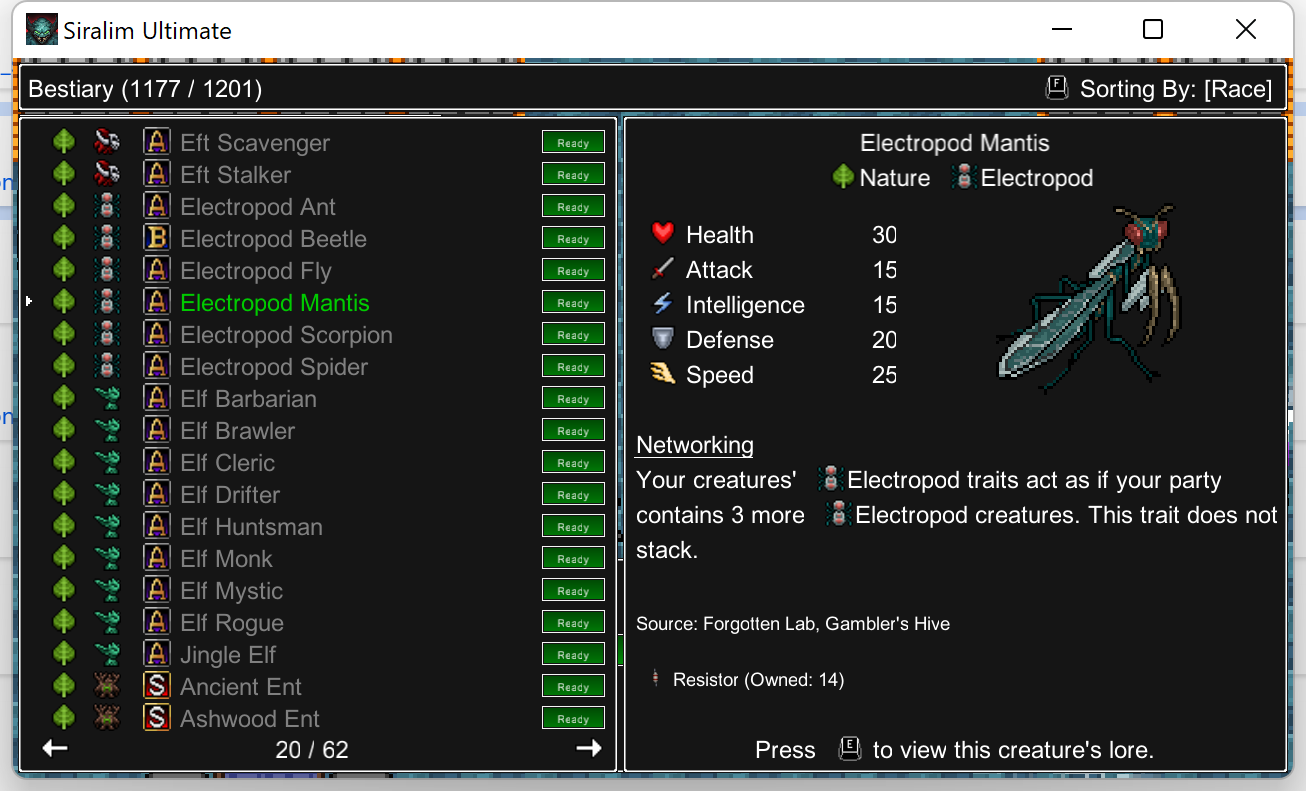 Siralim Ultimate
Bestiary (1177 / 1201)
F Sorting By: [Race]
A Eft Scavenger Ready
A Eft Stalker Ready
A Electropod Ant Ready
B Electropod Beetle Ready
A Electropod Fly Ready
A Electropod Mantis Ready
A Electropod Scorpion Ready
A Electropod Spider Ready
A Elf Barbarian Ready
A Elf Brawler Ready
A Elf Cleric Ready
A Elf Drifter Ready
A Elf Huntsman Ready
A Elf Monk Ready
A Elf Mystic Ready
A Elf Rogue Ready
A Jingle Elf Ready
S Ancient Ent Ready
S Ashwood Ent Ready
20 / 62
Electropod Mantis
Nature Electropod
Health 30
Attack 15
Intelligence 15
Defense 20
Speed 25
Networking
Your creatures' Electropod traits act as if your party
contains 3 more Electropod creatures. This trait does not
stack.
Source: Forgotten Lab, Gambler's Hive
Resistor (Owned: 14)
Press E to view this creature's lore.